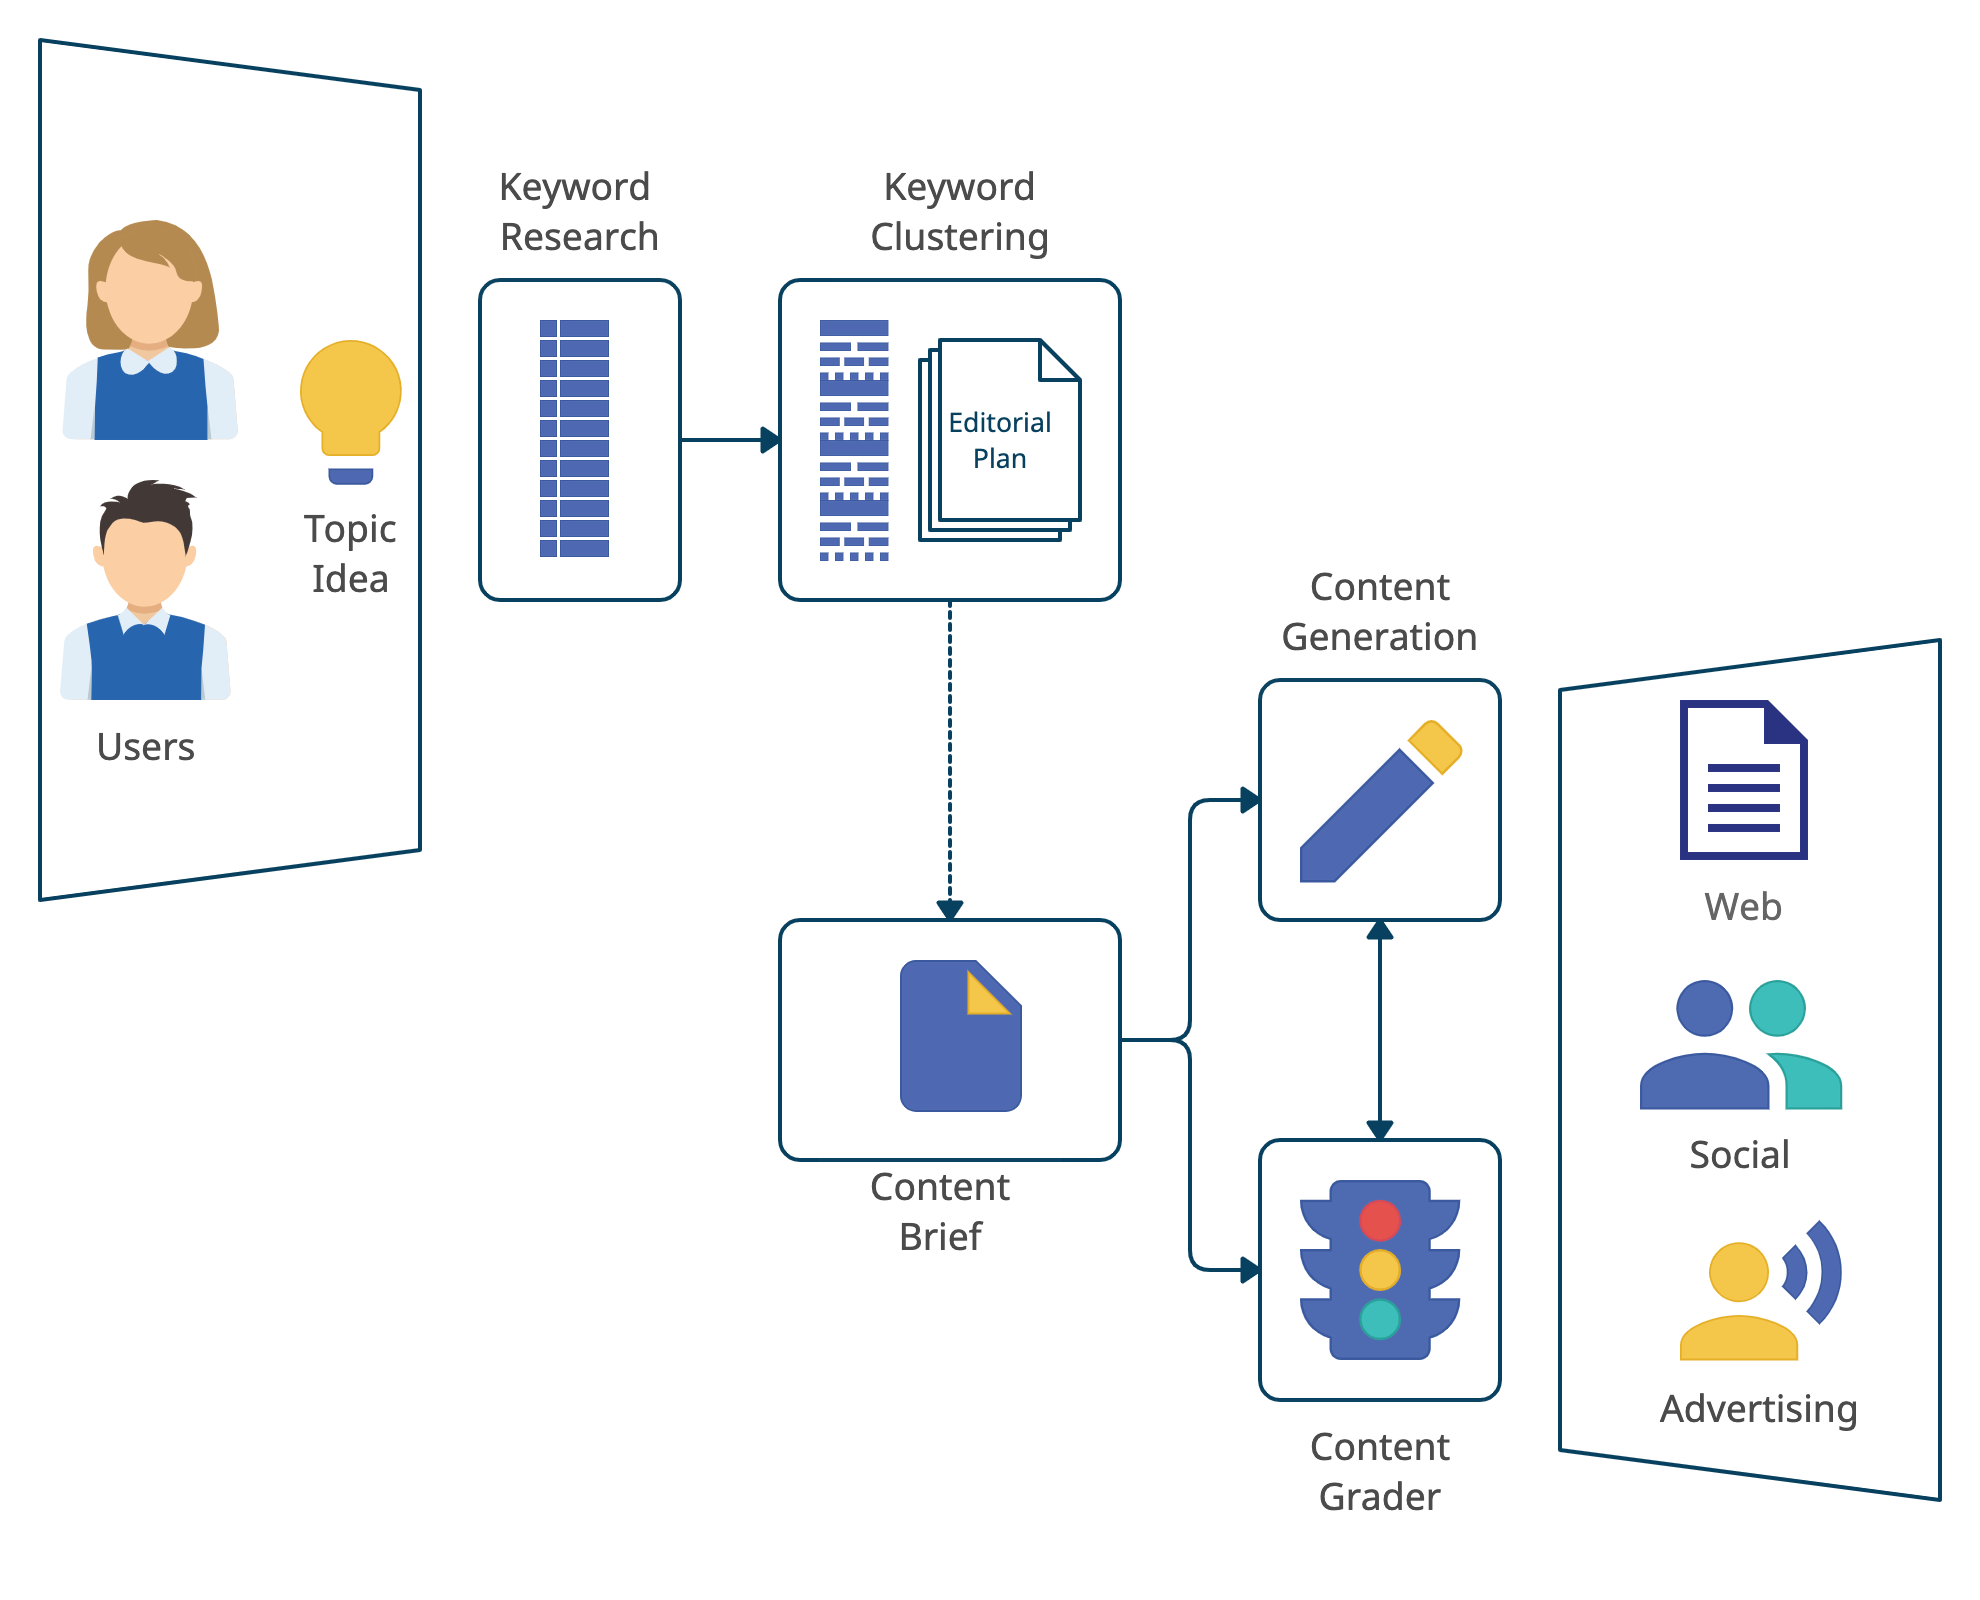 Users
Topic
Idea
Keyword
Research
Keyword
Clustering
Editorial
Plan
Content
Brief
Content
Generation
Content
Grader
Web
Social
Advertising